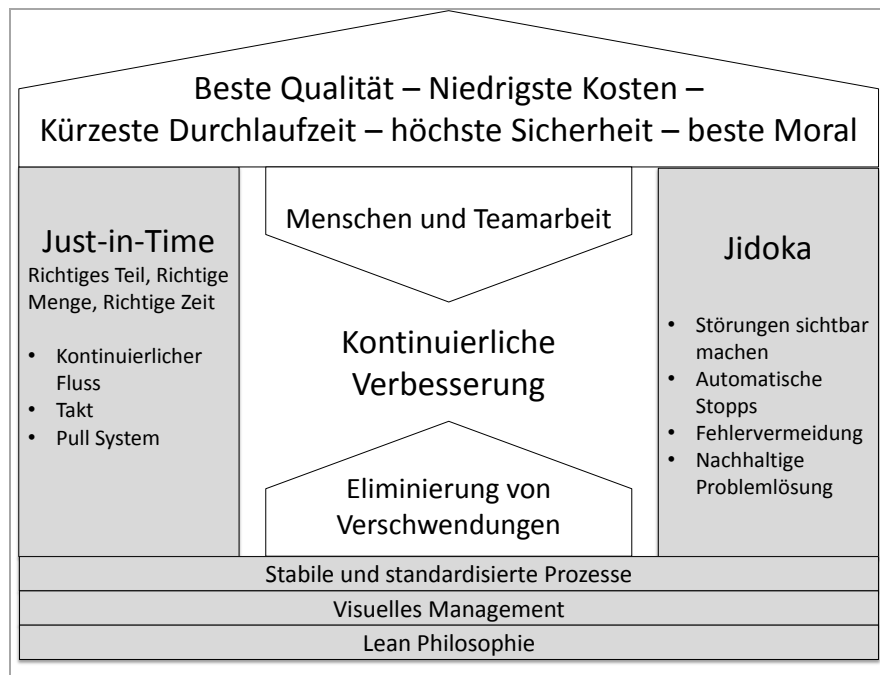 Beste Qualität – Niedrigste Kosten –
Kürzeste Durchlaufzeit – höchste Sicherheit – beste Moral
Just-in-Time
Richtiges Teil, Richtige
Menge, Richtige Zeit
• Kontinuierlicher
Fluss
• Takt
• Pull System
Menschen und Teamarbeit
Kontinuierliche
Verbesserung
Eliminierung von
Verschwendungen
Jidoka
• Störungen sichtbar
machen
• Automatische
Stopps
• Fehlervermeidung
• Nachhaltige
Problemlösung
Stabile und standardisierte Prozesse
Visuelles Management
Lean Philosophie